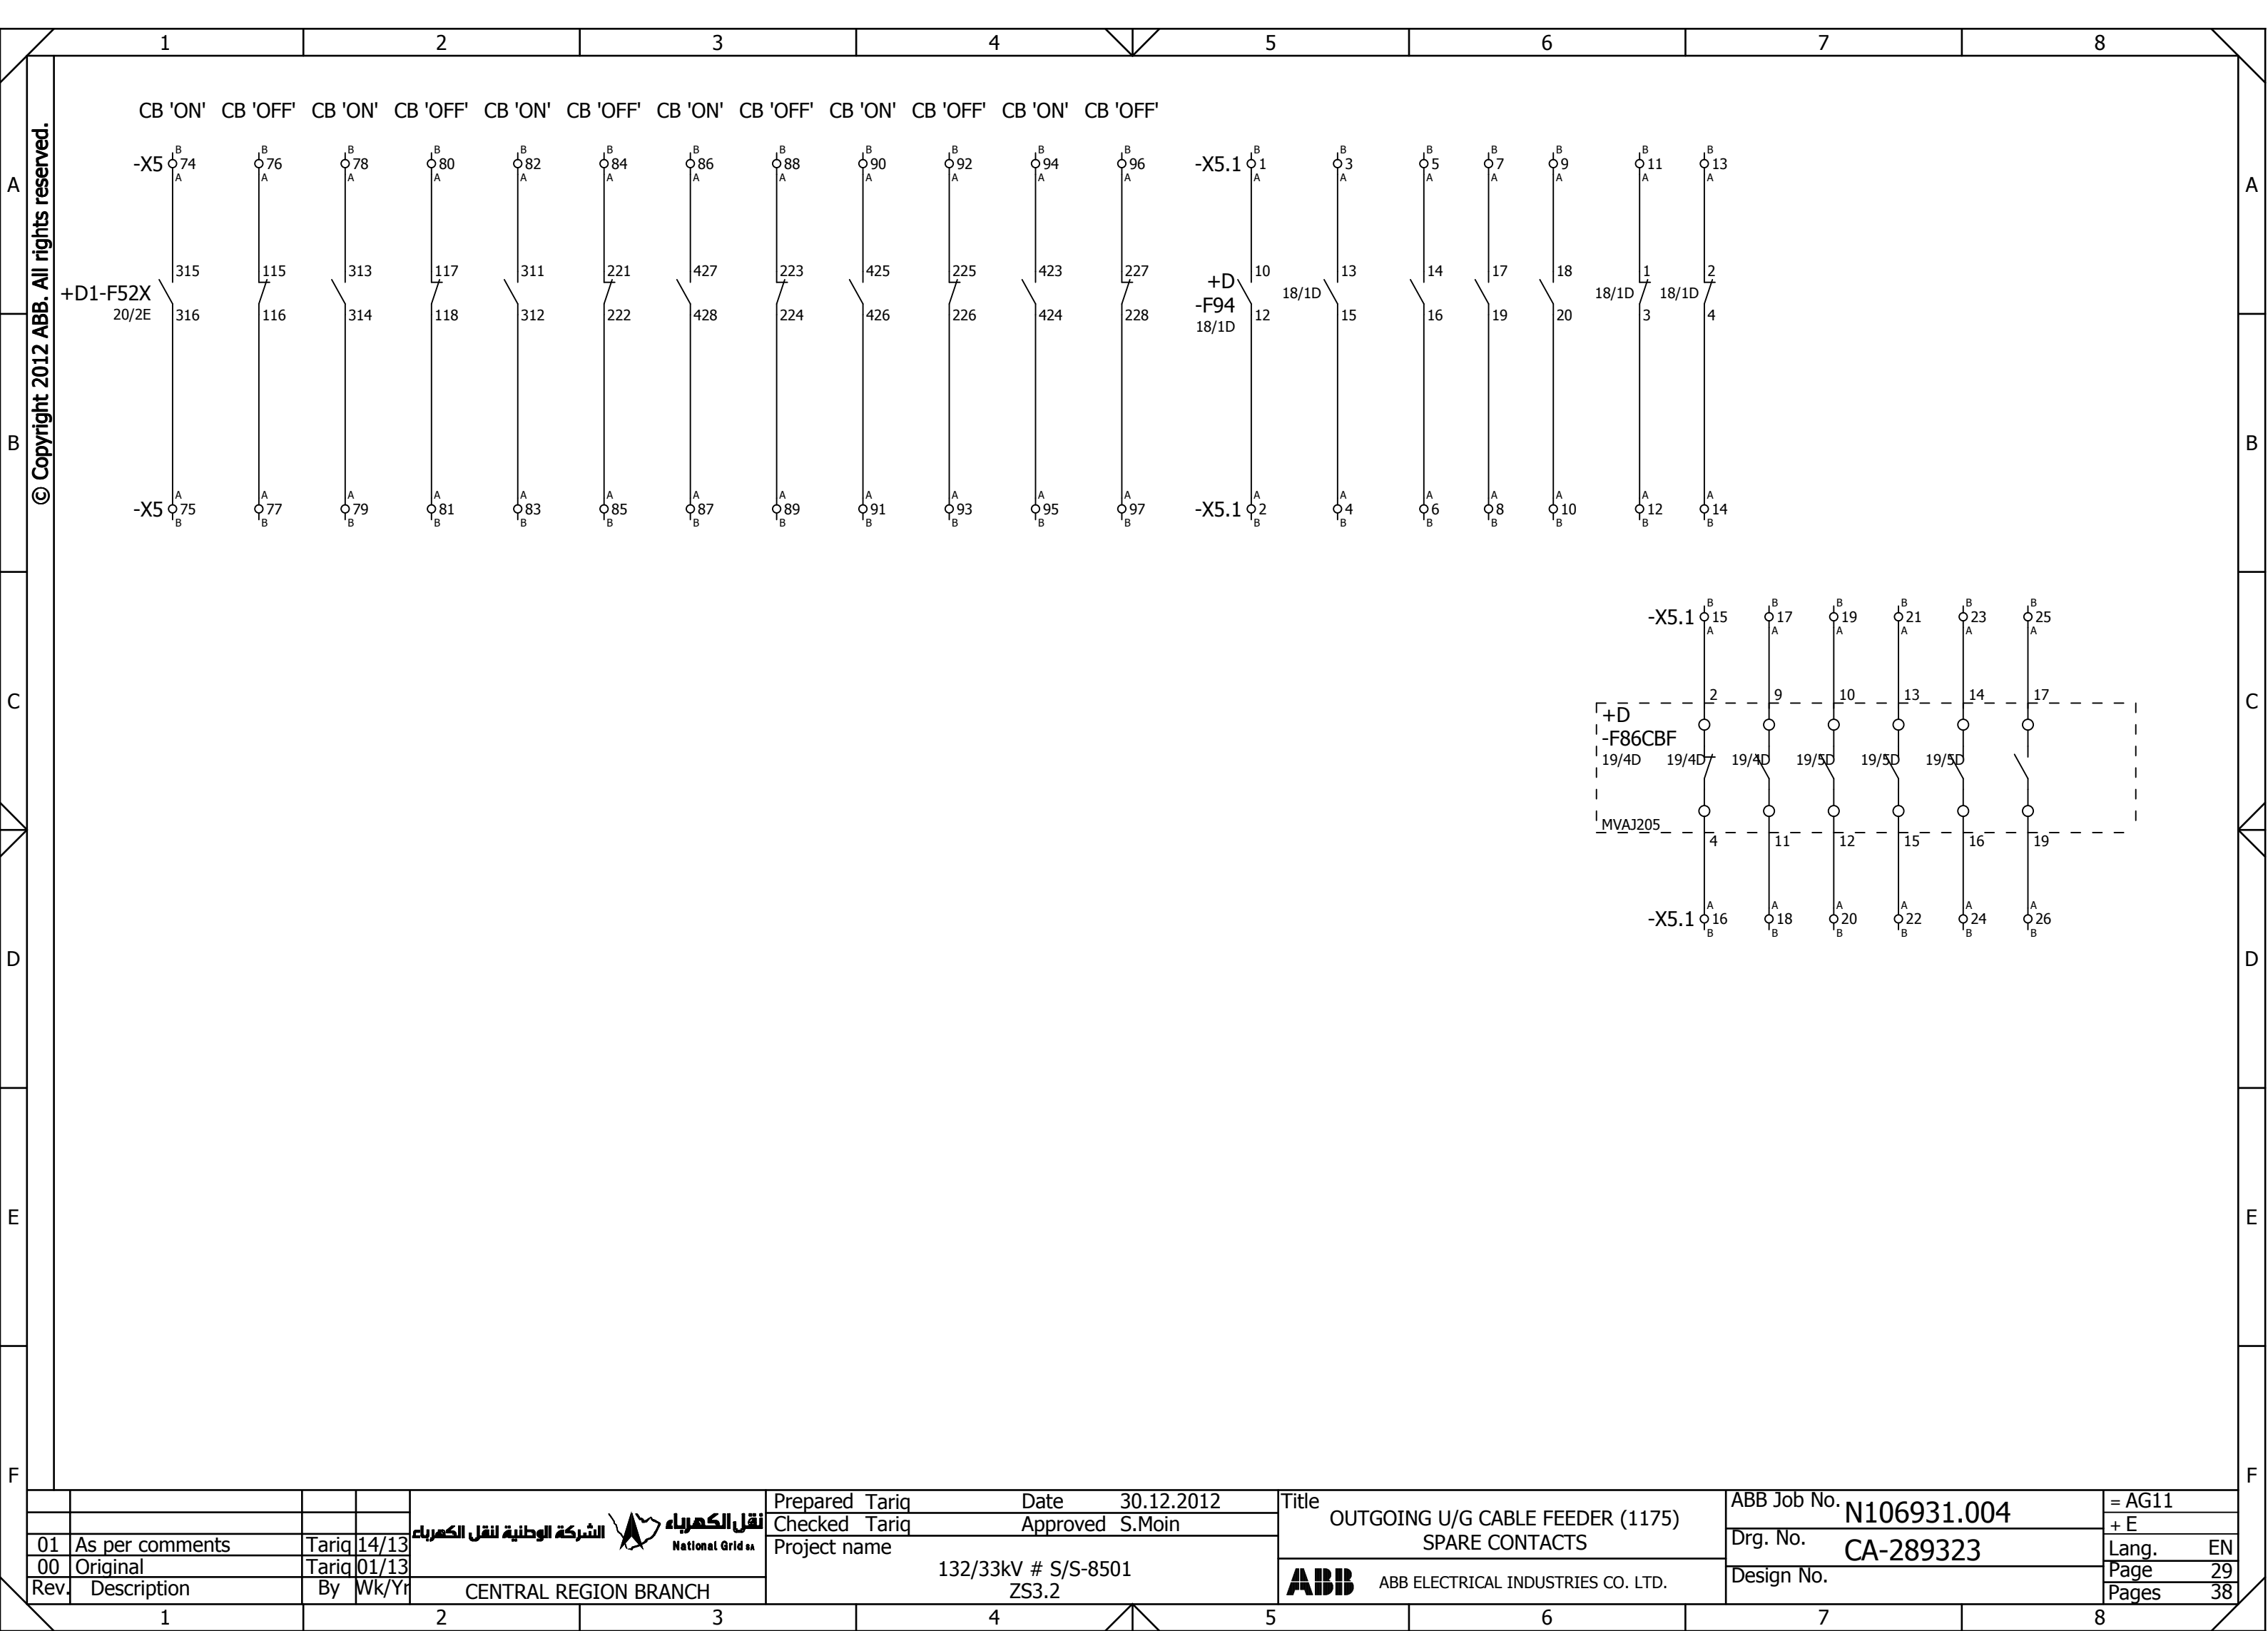 1 2 3 4 5 6 7 8
© Copyright 2012 ABB. All rights reserved.
CB 'ON' CB 'OFF' CB 'ON' CB 'OFF' CB 'ON' CB 'OFF' CB 'ON' CB 'OFF' CB 'ON' CB 'OFF' CB 'ON' CB 'OFF'
B B B B B B B B B B B B B B B B B B B
-X5 74 76 78 80 82 84 86 88 90 92 94 96 -X5.1 1 3 5 7 9 11 13
A A A A A A A A A A A A A A A A A A A
A A
315 115 313 117 311 221 427 223 425 225 423 227 10 13 14 17 18 1 2
+D1-F52X +D 18/1D 18/1D 18/1D
20/2E -F94
316 116 314 118 312 222 428 224 426 226 424 228 12 15 16 19 20 3 4
18/1D
B B
A A A A A A A A A A A A A A A A A A A
-X5 75 77 79 81 83 85 87 89 91 93 95 97 -X5.1 2 4 6 8 10 12 14
B B B B B B B B B B B B B B B B B B B
B B B B B B
-X5.1 15 17 19 21 23 25
A A A A A A
C C
2 9 10 13 14 17
+D
-F86CBF
19/4D 19/4D 19/4D 19/5D 19/5D 19/5D
MVAJ205
4 11 12 15 16 19
A A A A A A
-X5.1 16 18 20 22 24 26
B B B B B B
D D
E E
F F
01 As per comments Tariq 14/13
00 Original Tariq 01/13
Rev. Description By Wk/Yr
الشركة الوطنية لنقل الكهرباء
نقل الكهرباء
National Grid SA
CENTRAL REGION BRANCH
Prepared Tariq Date 30.12.2012
Checked Tariq Approved S.Moin
Project name
132/33kV # S/S-8501
ZS3.2
Title
OUTGOING U/G CABLE FEEDER (1175)
SPARE CONTACTS
ABB ABB ELECTRICAL INDUSTRIES CO. LTD.
ABB Job No. N106931.004
Drg. No. CA-289323
Design No.
= AG11
+ E
Lang. EN
Page 29
Pages 38
1 2 3 4 5 6 7 8